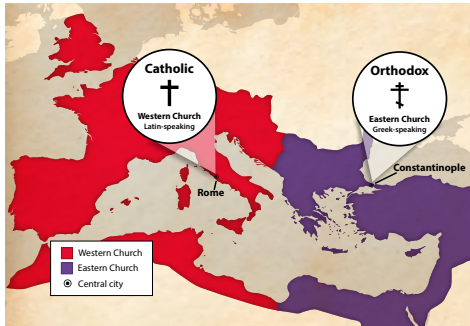 Catholic
Western Church
Latin-speaking
Orthodox
Eastern Church
Greek-speaking
Constantinople
Rome
Western Church
Eastern Church
Central city